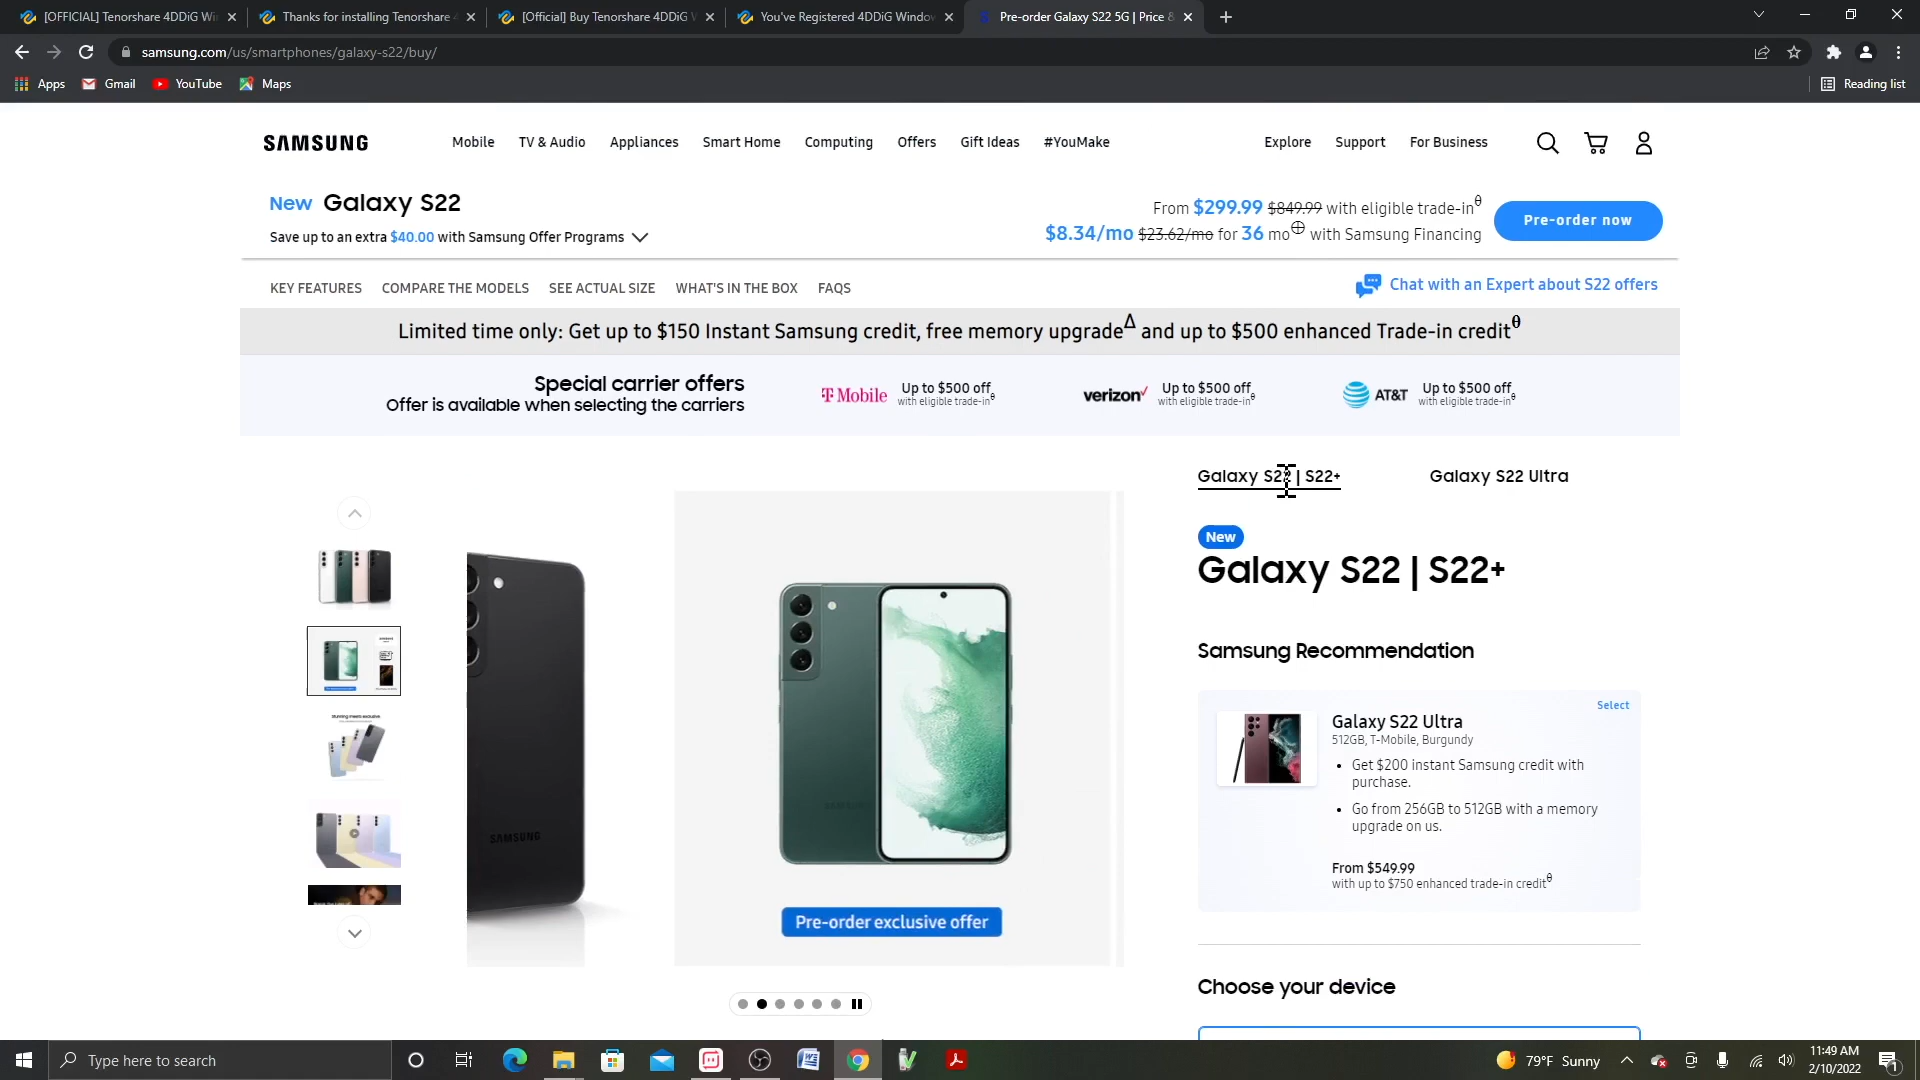 [OFFICIAL] Tenorshare 4DDiG Wi
Thanks for installing Tenorshare 4
[Official] Buy Tenorshare 4DDiG W
You've Registered 4DDiG Window
Pre-order Galaxy S22 5G | Price &
samsung.com/us/smartphones/galaxy-s22/buy/
Apps
Gmail
YouTube
Maps
Reading list
SAMSUNG
Mobile
TV & Audio
Appliances
Smart Home
Computing
Offers
Gift Ideas
#YouMake
Explore
Support
For Business
New Galaxy S22
From $299.99 $849.99 with eligible trade-inθ
Pre-order now
Save up to an extra $40.00 with Samsung Offer Programs
$8.34/mo $23.62/mo for 36 mo⊕ with Samsung Financing
KEY FEATURES
COMPARE THE MODELS
SEE ACTUAL SIZE
WHAT'S IN THE BOX
FAQS
Chat with an Expert about S22 offers
Limited time only: Get up to $150 Instant Samsung credit, free memory upgradeΔ and up to $500 enhanced Trade-in creditθ
Special carrier offers
Offer is available when selecting the carriers
T Mobile
Up to $500 off
with eligible trade-inθ
verizon✓
Up to $500 off
with eligible trade-inθ
AT&T
Up to $500 off
with eligible trade-inθ
Galaxy S22 | S22+
Galaxy S22 Ultra
New
Galaxy S22 | S22+
Samsung Recommendation
Select
Galaxy S22 Ultra
512GB, T-Mobile, Burgundy
• Get $200 instant Samsung credit with
purchase.
• Go from 256GB to 512GB with a memory
upgrade on us.
From $549.99
with up to $750 enhanced trade-in creditθ
SAMSUNG
Pre-order exclusive offer
Choose your device
Type here to search
79°F Sunny
11:49 AM
2/10/2022
1